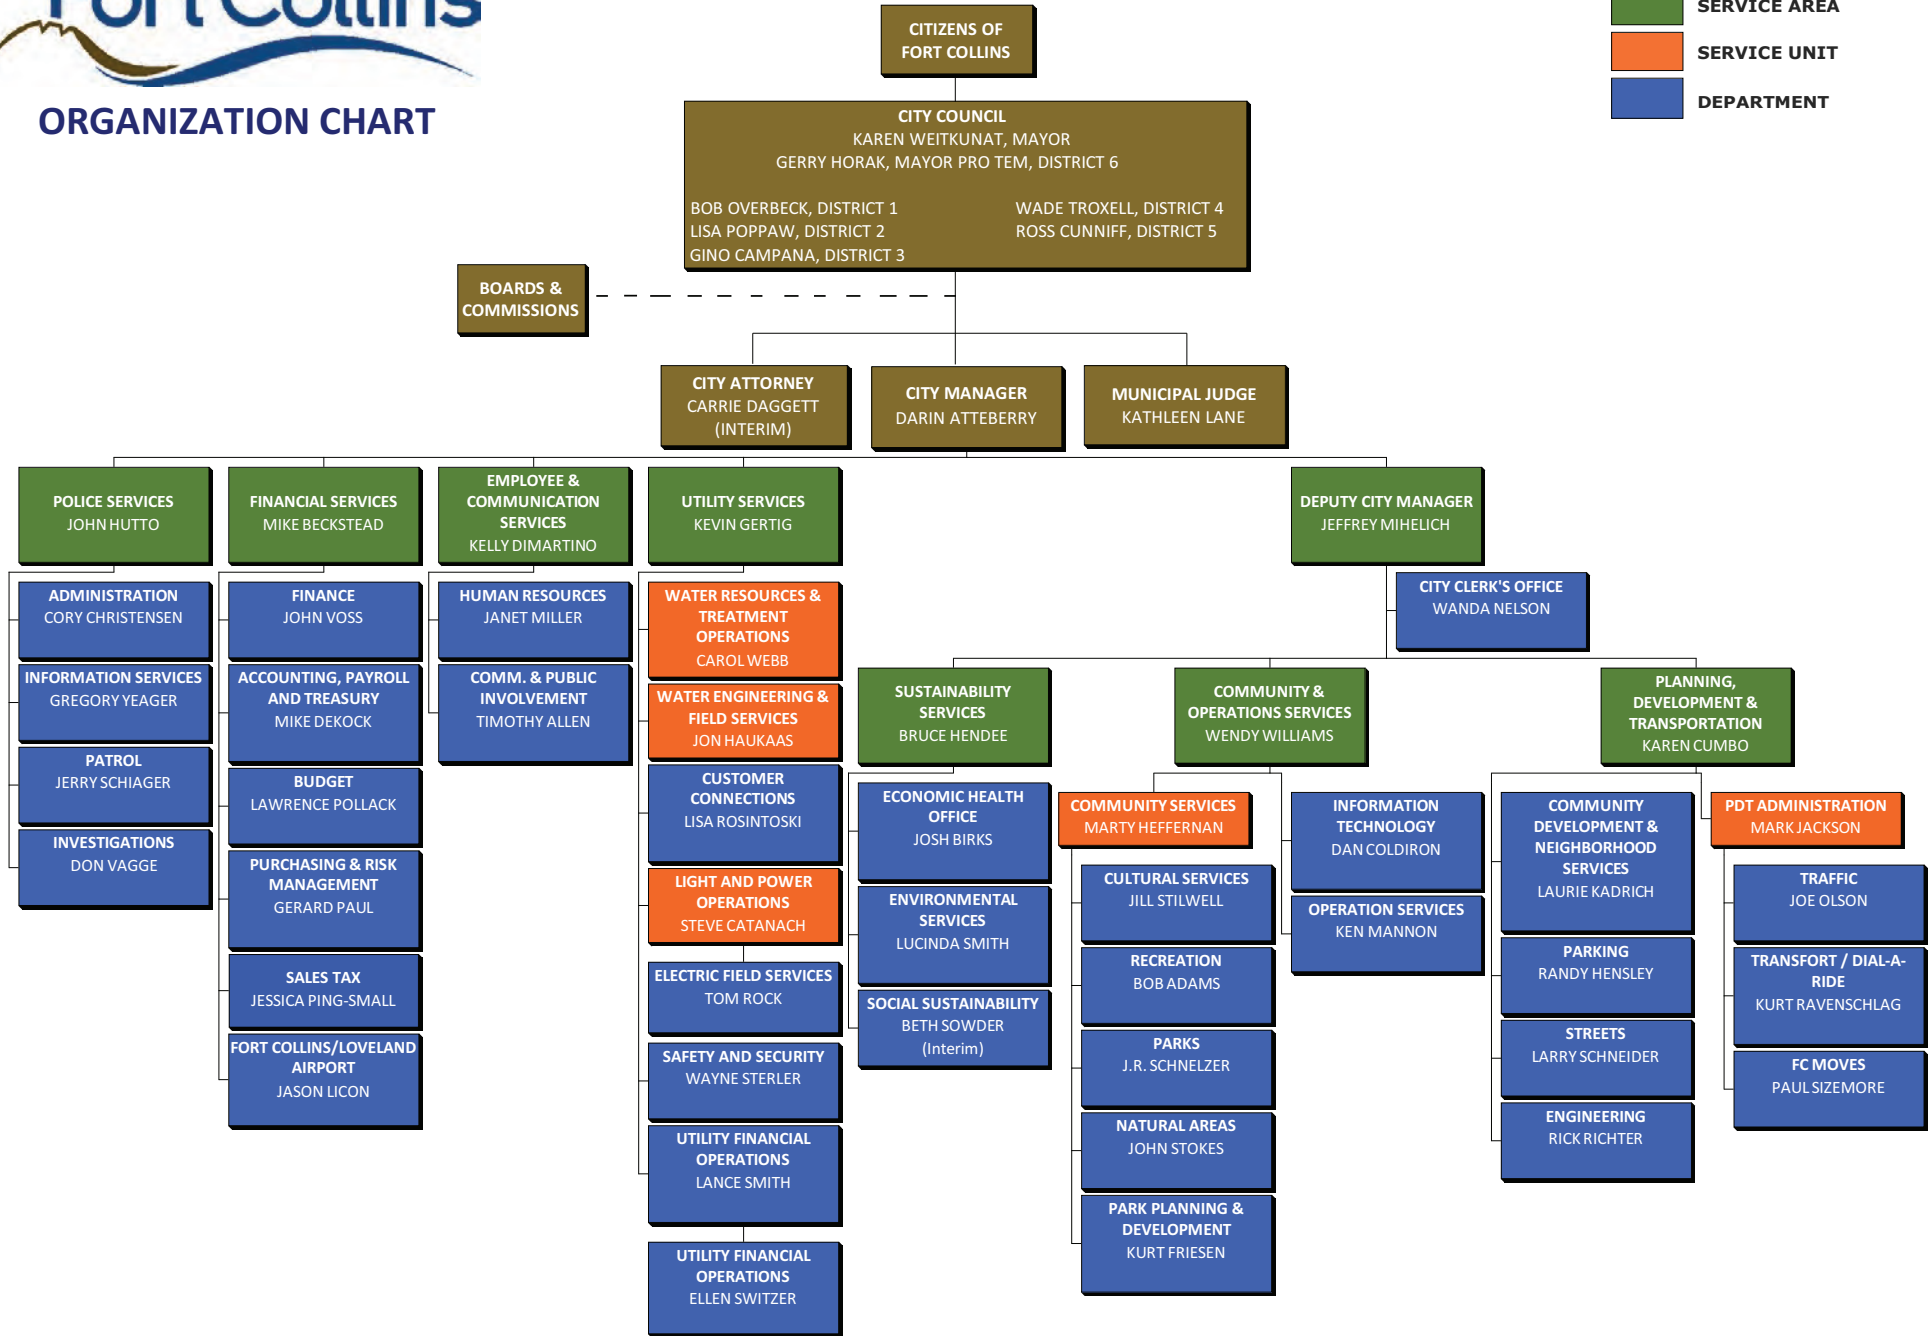 Fort Collins
ORGANIZATION CHART
SERVICE AREA
SERVICE UNIT
DEPARTMENT
CITIZENS OF
FORT COLLINS
CITY COUNCIL
KAREN WEITKUNAT, MAYOR
GERRY HORAK, MAYOR PRO TEM, DISTRICT 6
BOB OVERBECK, DISTRICT 1
LISA POPPAW, DISTRICT 2
GINO CAMPANA, DISTRICT 3
WADE TROXELL, DISTRICT 4
ROSS CUNNIFF, DISTRICT 5
BOARDS &
COMMISSIONS
CITY ATTORNEY
CARRIE DAGGETT
(INTERIM)
CITY MANAGER
DARIN ATTEBERRY
MUNICIPAL JUDGE
KATHLEEN LANE
POLICE SERVICES
JOHN HUTTO
FINANCIAL SERVICES
MIKE BECKSTEAD
EMPLOYEE &
COMMUNICATION
SERVICES
KELLY DIMARTINO
UTILITY SERVICES
KEVIN GERTIG
DEPUTY CITY MANAGER
JEFFREY MIHELICH
ADMINISTRATION
CORY CHRISTENSEN
INFORMATION SERVICES
GREGORY YEAGER
PATROL
JERRY SCHIAGER
INVESTIGATIONS
DON VAGGE
FINANCE
JOHN VOSS
ACCOUNTING, PAYROLL
AND TREASURY
MIKE DEKOCK
BUDGET
LAWRENCE POLLACK
PURCHASING & RISK
MANAGEMENT
GERARD PAUL
SALES TAX
JESSICA PING-SMALL
FORT COLLINS/LOVELAND
AIRPORT
JASON LICON
HUMAN RESOURCES
JANET MILLER
COMM. & PUBLIC
INVOLVEMENT
TIMOTHY ALLEN
WATER RESOURCES &
TREATMENT
OPERATIONS
CAROL WEBB
WATER ENGINEERING &
FIELD SERVICES
JON HAUKAAS
CUSTOMER
CONNECTIONS
LISA ROSINTOSKI
LIGHT AND POWER
OPERATIONS
STEVE CATANACH
ELECTRIC FIELD SERVICES
TOM ROCK
SAFETY AND SECURITY
WAYNE STERLER
UTILITY FINANCIAL
OPERATIONS
LANCE SMITH
UTILITY FINANCIAL
OPERATIONS
ELLEN SWITZER
CITY CLERK'S OFFICE
WANDA NELSON
SUSTAINABILITY
SERVICES
BRUCE HENDEE
COMMUNITY &
OPERATIONS SERVICES
WENDY WILLIAMS
PLANNING,
DEVELOPMENT &
TRANSPORTATION
KAREN CUMBO
ECONOMIC HEALTH
OFFICE
JOSH BIRKS
ENVIRONMENTAL
SERVICES
LUCINDA SMITH
SOCIAL SUSTAINABILITY
BETH SOWDER
(Interim)
COMMUNITY SERVICES
MARTY HEFFERNAN
CULTURAL SERVICES
JILL STILWELL
RECREATION
BOB ADAMS
PARKS
J.R. SCHNELZER
NATURAL AREAS
JOHN STOKES
PARK PLANNING &
DEVELOPMENT
KURT FRIESEN
INFORMATION
TECHNOLOGY
DAN COLDIRON
OPERATION SERVICES
KEN MANNON
COMMUNITY
DEVELOPMENT &
NEIGHBORHOOD
SERVICES
LAURIE KADRICH
PARKING
RANDY HENSLEY
STREETS
LARRY SCHNEIDER
ENGINEERING
RICK RICHTER
PDT ADMINISTRATION
MARK JACKSON
TRAFFIC
JOE OLSON
TRANSFORT / DIAL-A-
RIDE
KURT RAVENSCHLAG
FC MOVES
PAUL SIZEMORE